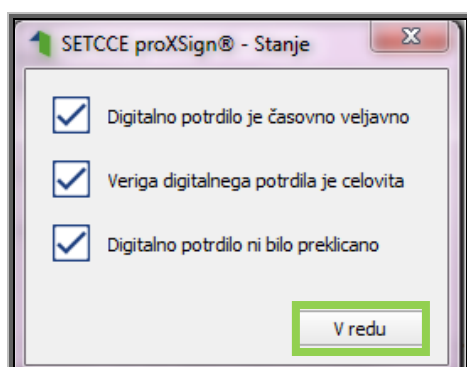 SETCCE proXSign® - Stanje
Digitalno potrdilo je časovno veljavno
Veriga digitalnega potrdila je celovita
Digitalno potrdilo ni bilo preklicano
V redu